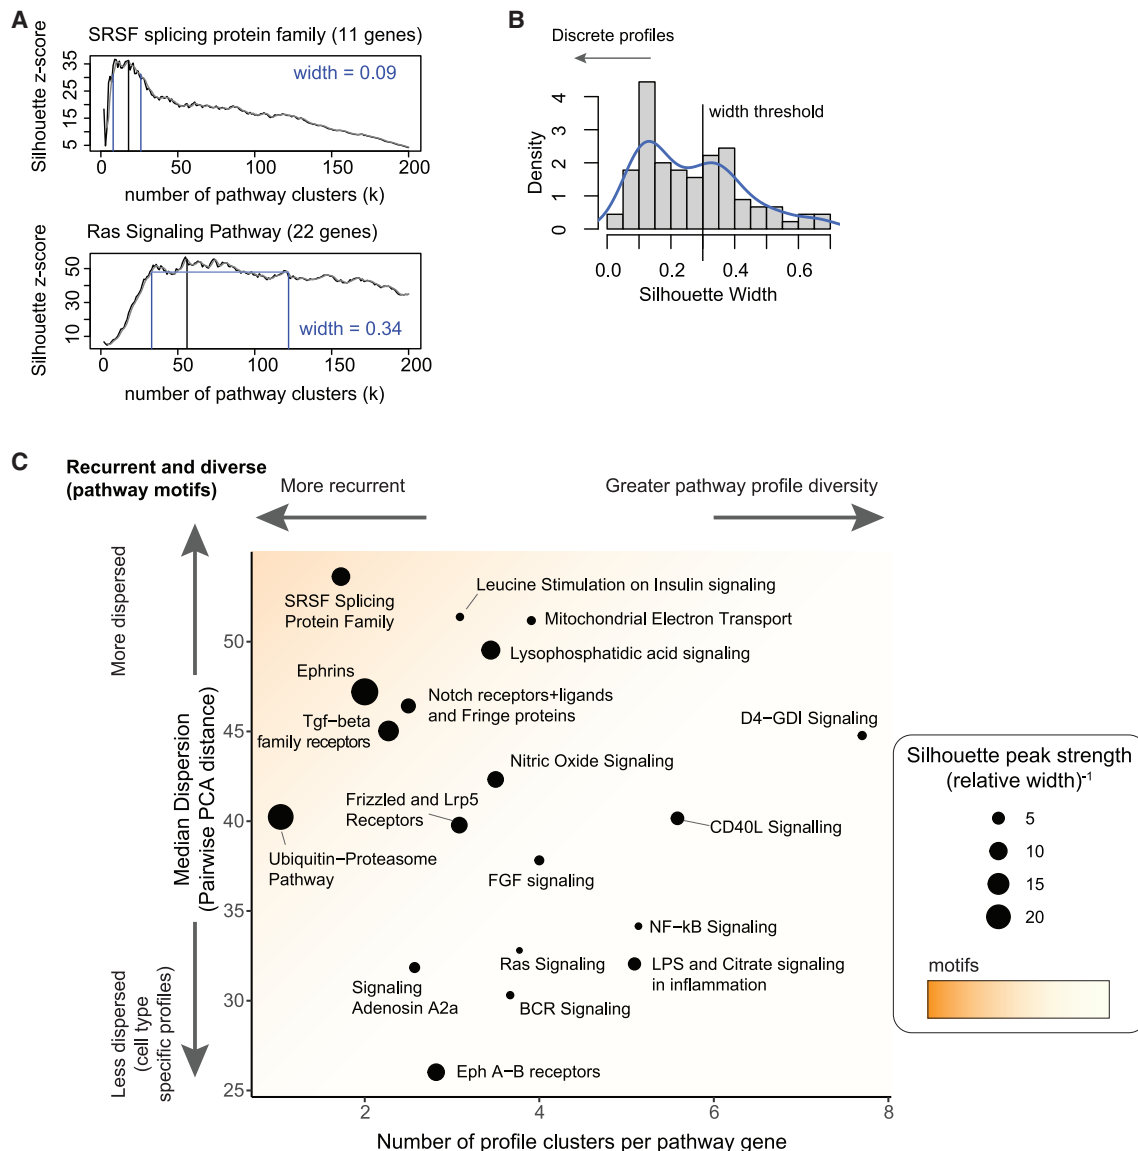 A
SRSF splicing protein family (11 genes)
Silhouette z-score
35
25
15
5
width = 0.09
0
50
100
150
200
number of pathway clusters (k)
Ras Signaling Pathway (22 genes)
Silhouette z-score
50
30
10
width = 0.34
0
50
100
150
200
number of pathway clusters (k)
B
Discrete profiles
width threshold
Density
4
3
2
1
0
0.0
0.2
0.4
0.6
Silhouette Width
C
Recurrent and diverse
(pathway motifs)
More recurrent
Greater pathway profile diversity
More dispersed
Median Dispersion
(Pairwise PCA distance)
Less dispersed
(cell type
specific profiles)
50
45
40
35
30
25
SRSF Splicing
Protein Family
Leucine Stimulation on Insulin signaling
Mitochondrial Electron Transport
Lysophosphatidic acid signaling
Ephrins
Notch receptors+ligands
and Fringe proteins
Tgf−beta
family receptors
D4−GDI Signaling
Nitric Oxide Signaling
Frizzled and Lrp5
Receptors
CD40L Signalling
Ubiquitin−Proteasome
Pathway
FGF signaling
NF−kB Signaling
Ras Signaling
LPS and Citrate signaling
in inflammation
Signaling
Adenosin A2a
BCR Signaling
Eph A−B receptors
2
4
6
8
Number of profile clusters per pathway gene
Silhouette peak strength
(relative width)-1
5
10
15
20
motifs